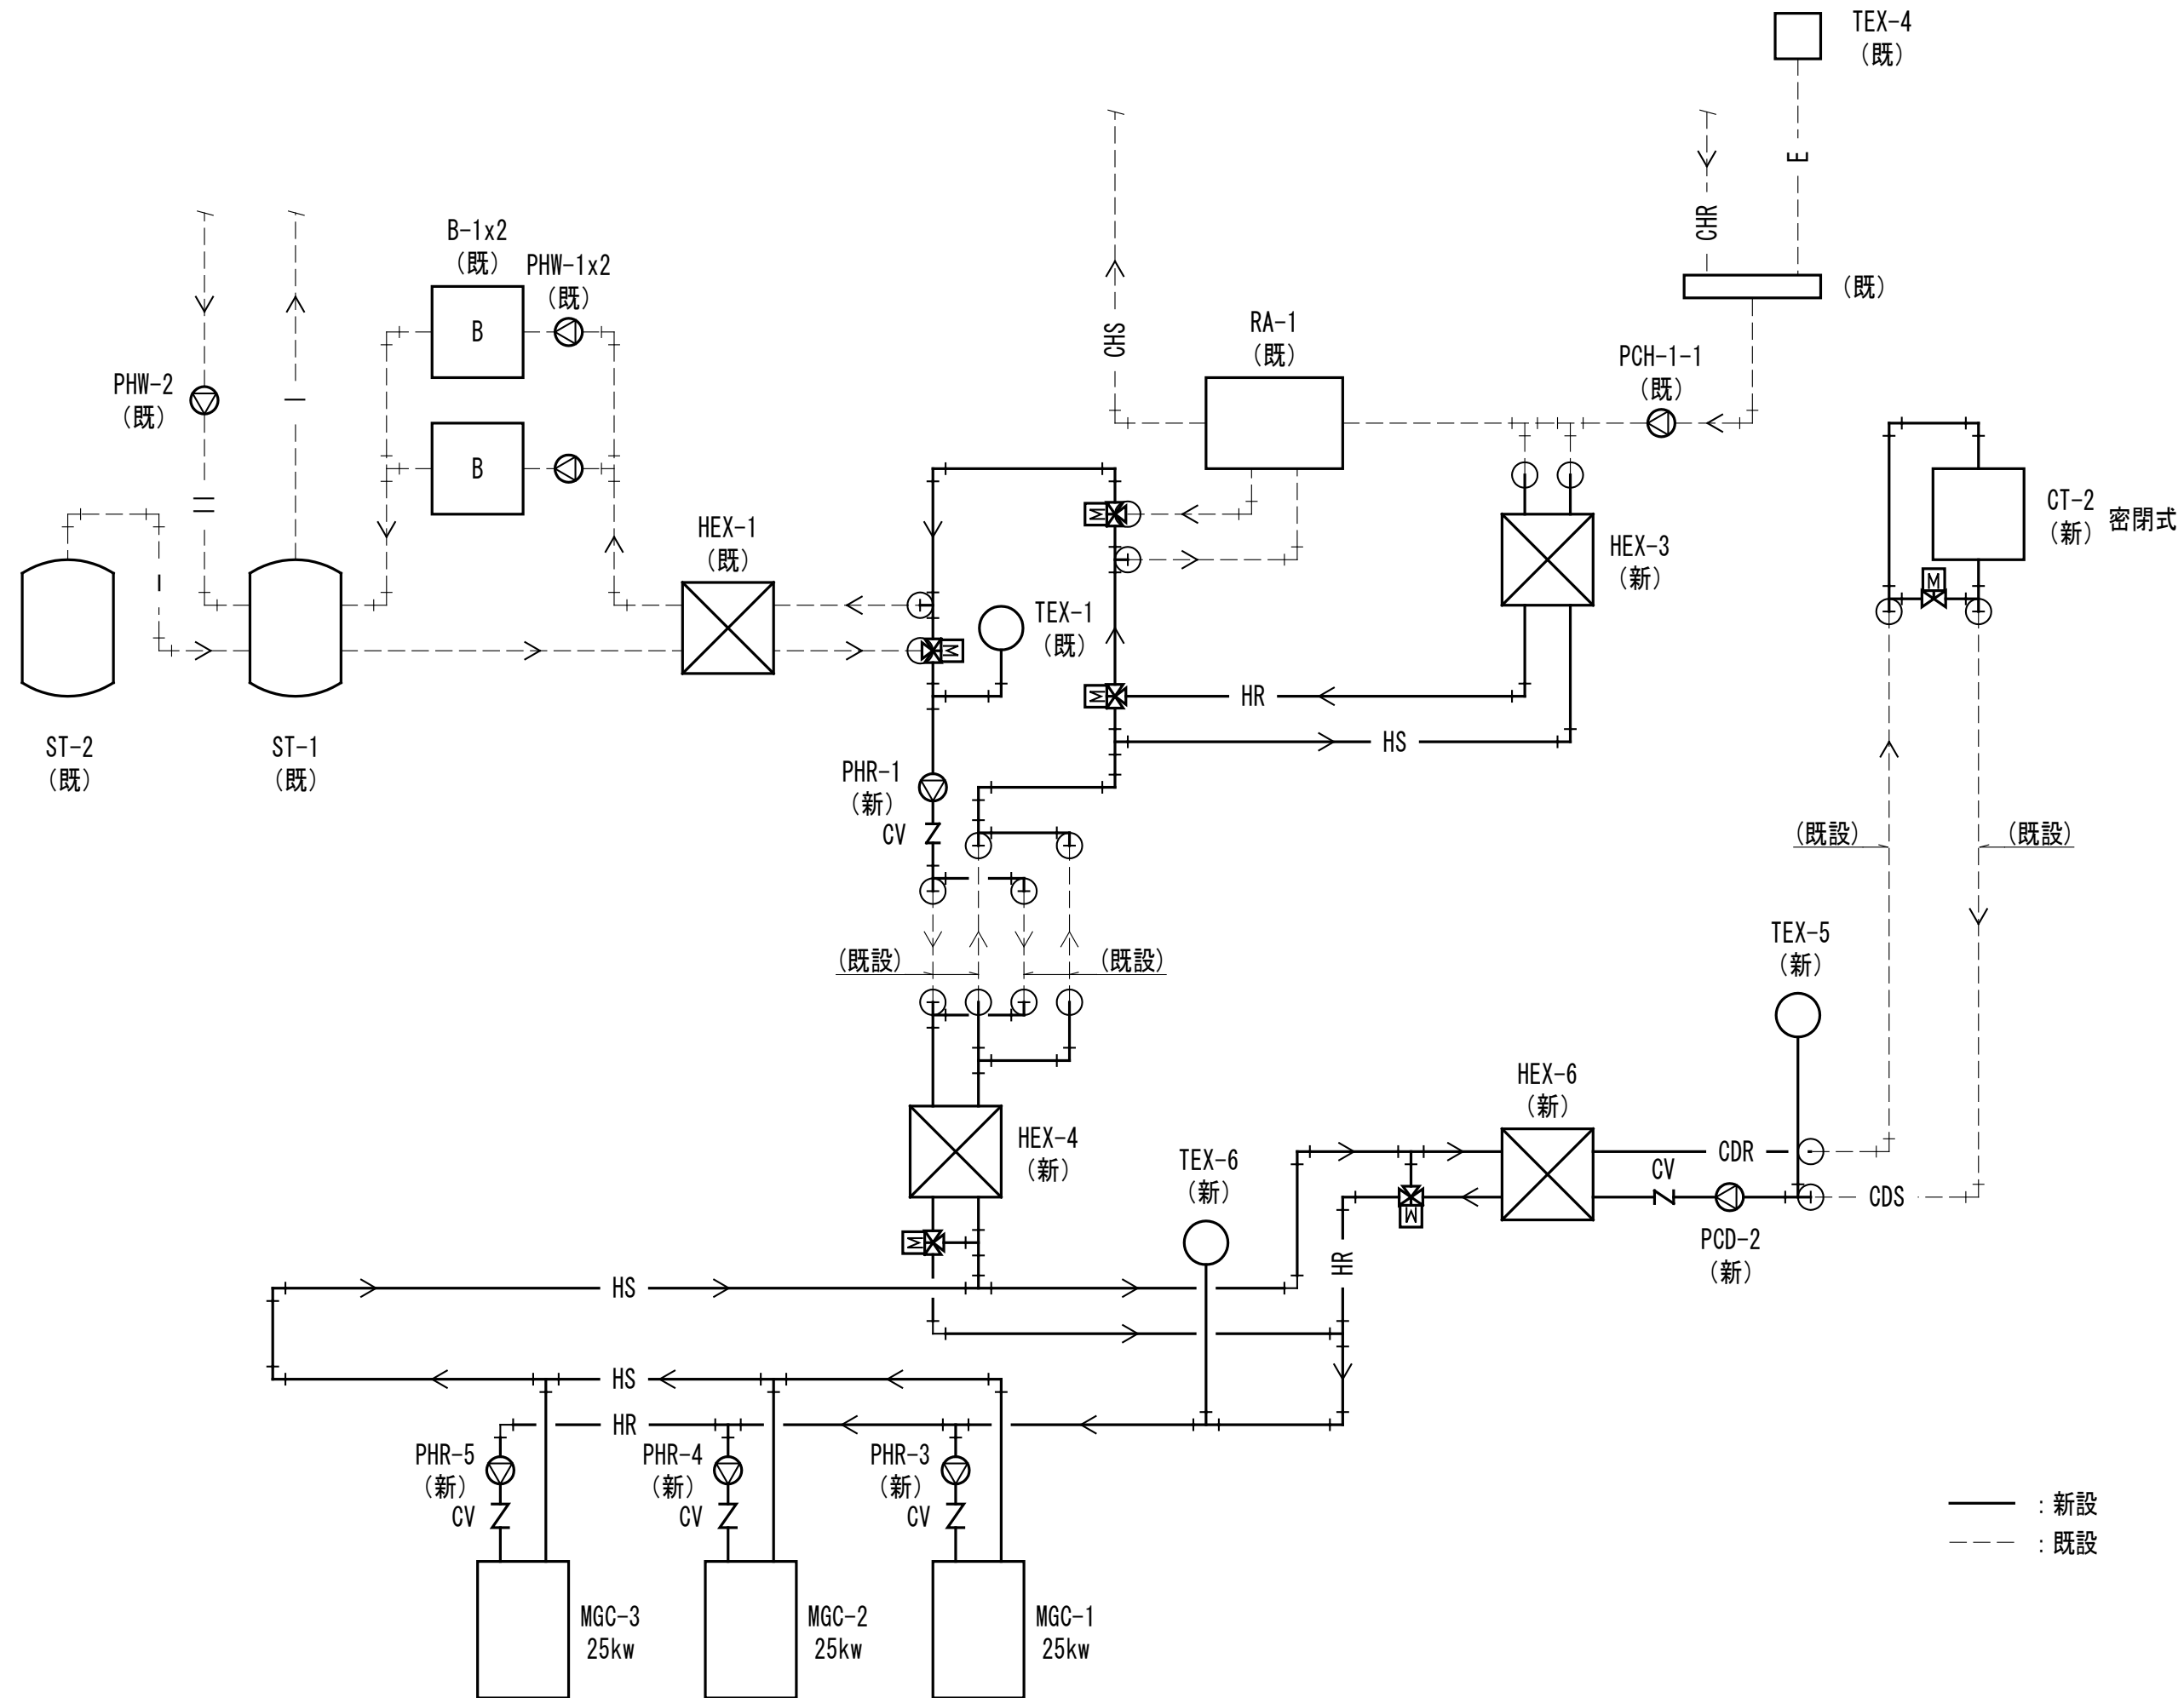 TEX-4
(既)
E
CHR
(既)
B-1x2
(既)
PHW-1x2
(既)
B
B
PHW-2
(既)
CHS
RA-1
(既)
PCH-1-1
(既)
HEX-1
(既)
TEX-1
(既)
M
M
M
HEX-3
(新)
CT-2
(新)
密閉式
M
HR
HS
ST-2
(既)
ST-1
(既)
PHR-1
(新)
CV
(既設)
(既設)
(既設)
(既設)
TEX-5
(新)
HEX-4
(新)
TEX-6
(新)
HEX-6
(新)
CDR
CV
CDS
PCD-2
(新)
M
M
HR
HS
HS
HR
PHR-5
(新)
CV
PHR-4
(新)
CV
PHR-3
(新)
CV
MGC-3
25kw
MGC-2
25kw
MGC-1
25kw
: 新設
: 既設